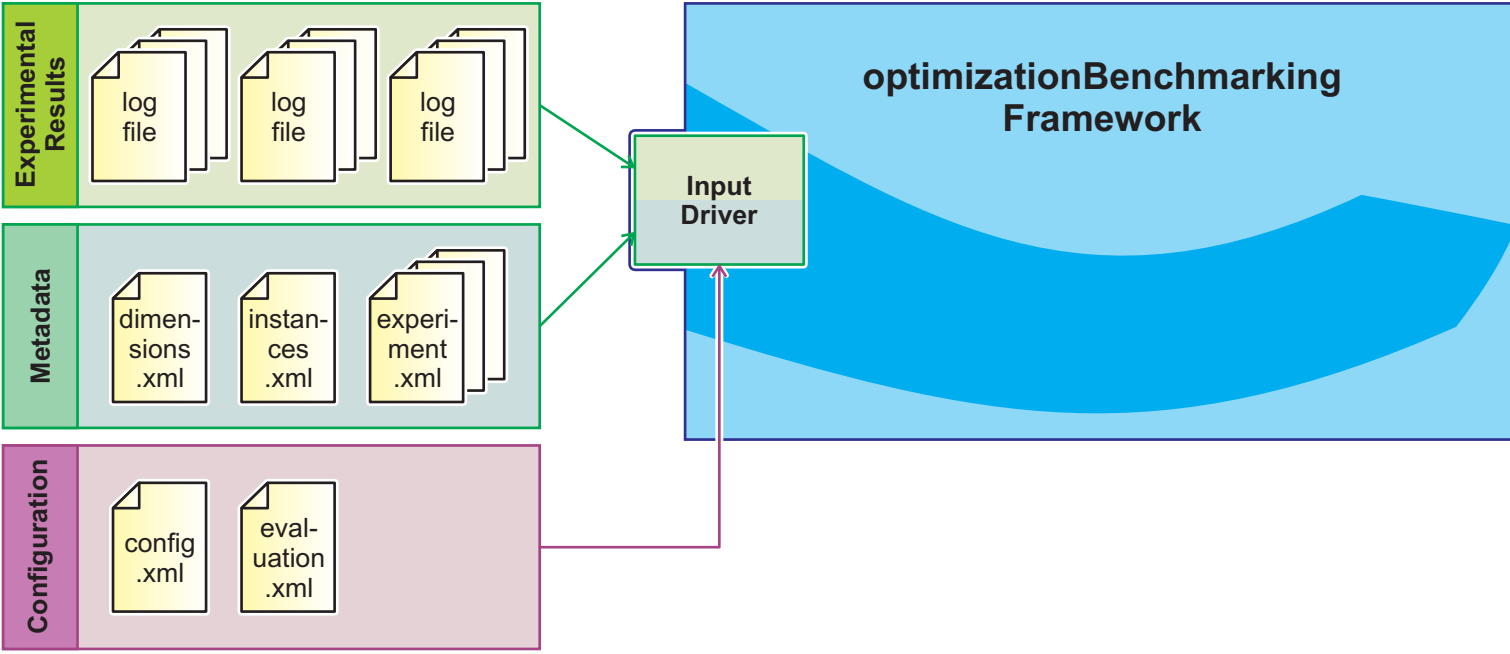 Experimental
Results
log
file
log
file
log
file
optimizationBenchmarking
Framework
Input
Driver
Metadata
dimen-
sions
.xml
instan-
ces
.xml
experi-
ment
.xml
Configuration
config
.xml
eval-
uation
.xml